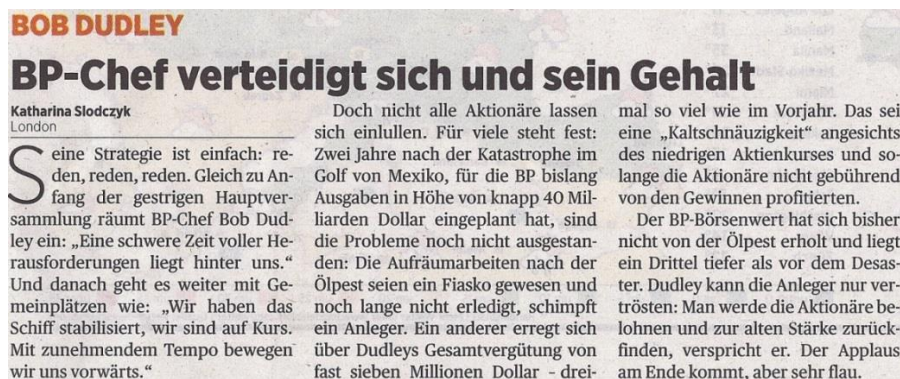 BOB DUDLEY
BP-Chef verteidigt sich und sein Gehalt
Katharina Slodczyk
London
Seine Strategie ist einfach: re-
den, reden, reden. Gleich zu An-
fang der gestrigen Hauptver-
sammlung räumt BP-Chef Bob Dud-
ley ein: „Eine schwere Zeit voller He-
rausforderungen liegt hinter uns.“
Und danach geht es weiter mit Ge-
meinplätzen wie: „Wir haben das
Schiff stabilisiert, wir sind auf Kurs.
Mit zunehmendem Tempo bewegen
wir uns vorwärts.“
Doch nicht alle Aktionäre lassen
sich einlullen. Für viele steht fest:
Zwei Jahre nach der Katastrophe im
Golf von Mexiko, für die BP bislang
Ausgaben in Höhe von knapp 40 Mil-
liarden Dollar eingeplant hat, sind
die Probleme noch nicht ausgestan-
den: Die Aufräumarbeiten nach der
Ölpest seien ein Fiasko gewesen und
noch lange nicht erledigt, schimpft
ein Anleger. Ein anderer erregt sich
über Dudleys Gesamtvergütung von
fast sieben Millionen Dollar – drei-
mal so viel wie im Vorjahr. Das sei
eine „Kaltschnäuzigkeit“ angesichts
des niedrigen Aktienkurses und so-
lange die Aktionäre nicht gebührend
von den Gewinnen profitierten.
Der BP-Börsenwert hat sich bisher
nicht von der Ölpest erholt und liegt
ein Drittel tiefer als vor dem Desas-
ter. Dudley kann die Anleger nur ver-
trösten: Man werde die Aktionäre be-
lohnen und zur alten Stärke zurück-
finden, verspricht er. Der Applaus
am Ende kommt, aber sehr flau.